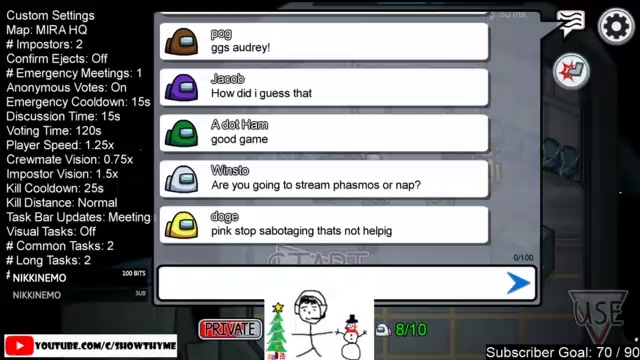 Custom Settings
Map: MIRA HQ
# Impostors: 2
Confirm Ejects: Off
# Emergency Meetings: 1
Anonymous Votes: On
Emergency Cooldown: 15s
Discussion Time: 15s
Voting Time: 120s
Player Speed: 1.25x
Crewmate Vision: 0.75x
Impostor Vision: 1.5x
Kill Cooldown: 25s
Kill Distance: Normal
Task Bar Updates: Meeting
Visual Tasks: Off
# Common Tasks: 2
# Long Tasks: 2
NIKKINEMO 100 BITS
NIKKINEMO SUB
YOUTUBE.COM/C/SHOWTHYME
pog
ggs audrey!
Jacob
How did i guess that
A dot Ham
good game
Winsto
Are you going to stream phasmos or nap?
doge
pink stop sabotaging thats not helpig
0/100
START
PRIVATE
8/10
USE
Subscriber Goal: 70 / 90